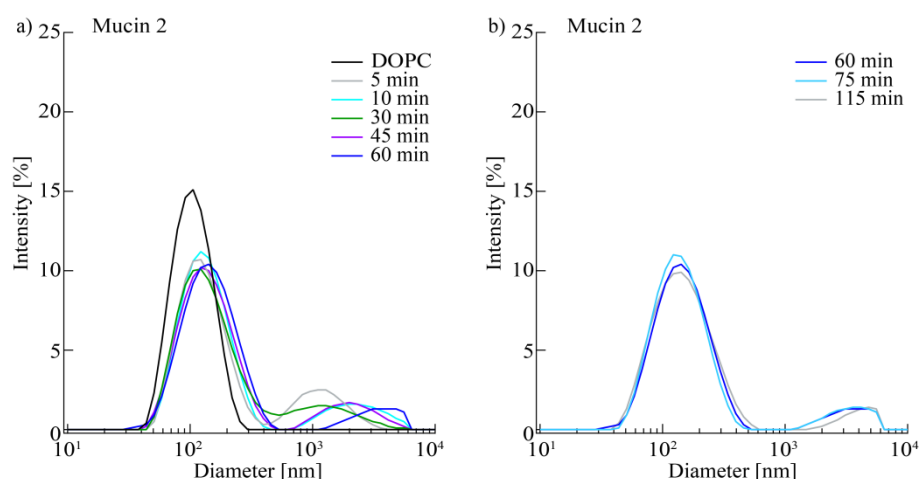 a) Mucin 2
25
20
15
10
5
0
Intensity [%]
DOPC
5 min
10 min
30 min
45 min
60 min
10¹ 10² 10³ 10⁴
Diameter [nm]
b) Mucin 2
25
20
15
10
5
0
Intensity [%]
60 min
75 min
115 min
10¹ 10² 10³ 10⁴
Diameter [nm]